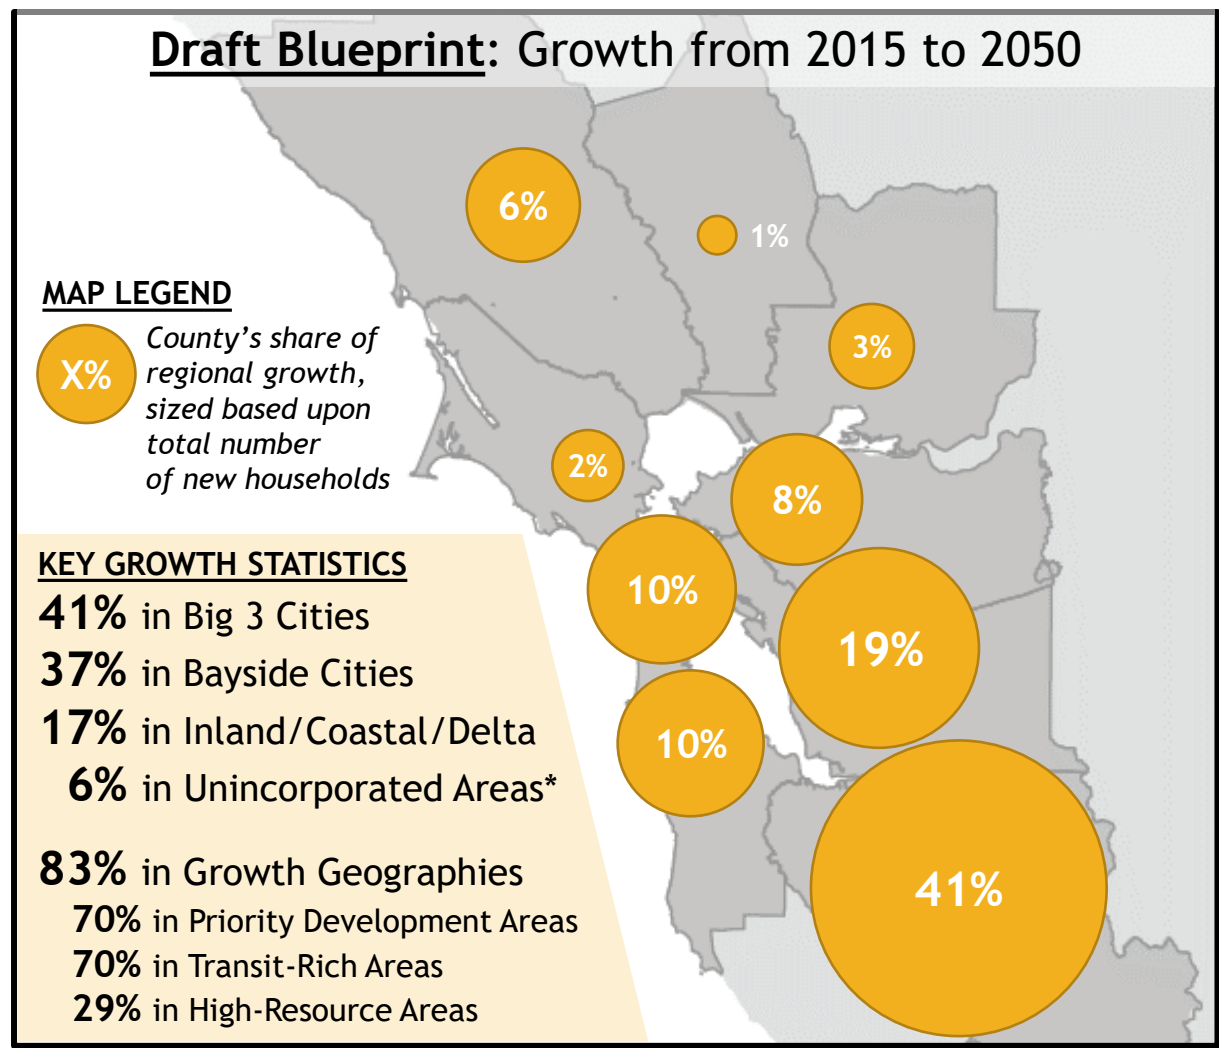 Draft Blueprint: Growth from 2015 to 2050
6%
1%
MAP LEGEND
X%
County’s share of
regional growth,
sized based upon
total number
of new households
3%
2%
8%
10%
19%
10%
41%
KEY GROWTH STATISTICS
41% in Big 3 Cities
37% in Bayside Cities
17% in Inland/Coastal/Delta
6% in Unincorporated Areas*
83% in Growth Geographies
70% in Priority Development Areas
70% in Transit-Rich Areas
29% in High-Resource Areas